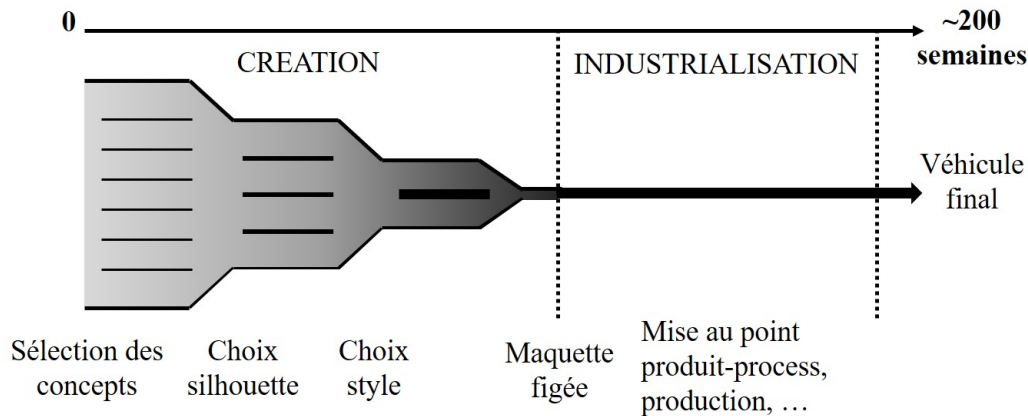 0
~200
semaines
CREATION
INDUSTRIALISATION
Véhicule
final
Sélection des
concepts
Choix
silhouette
Choix
style
Maquette
figée
Mise au point
produit-process,
production, …